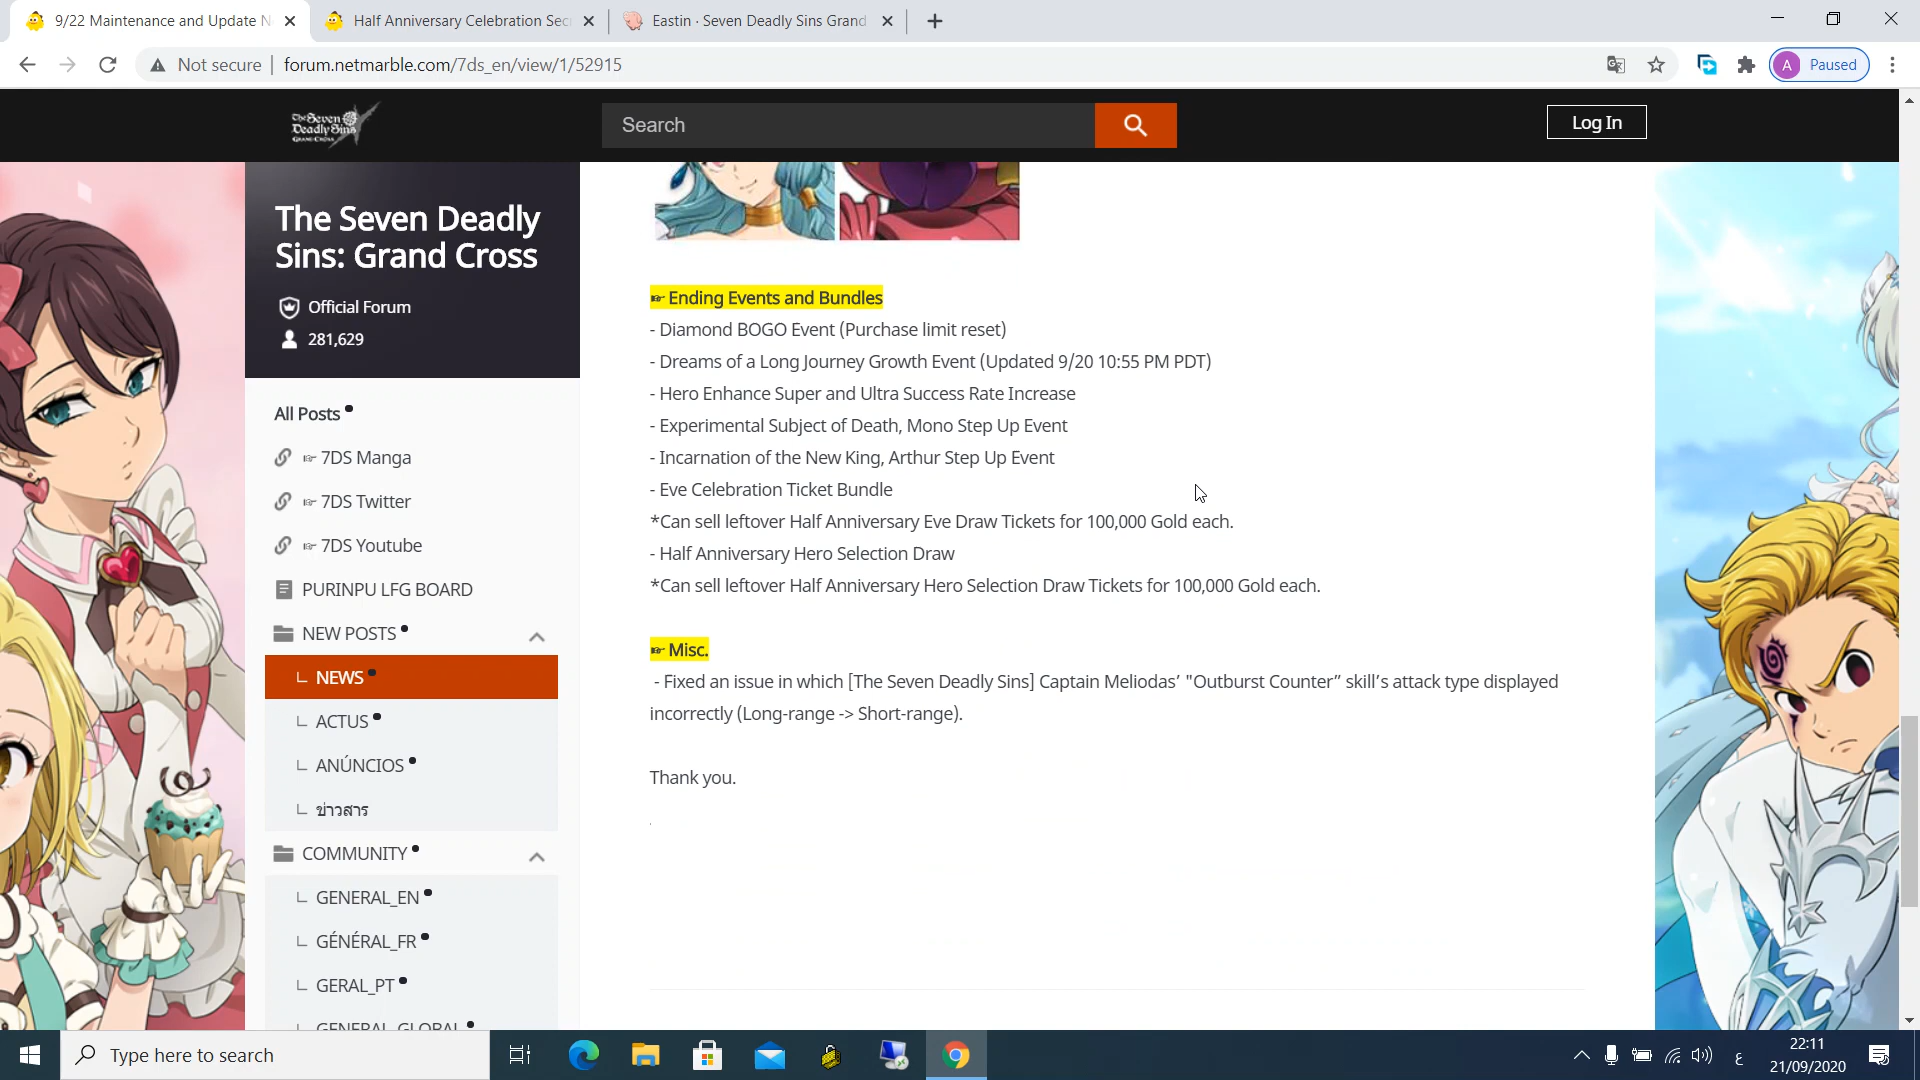 9/22 Maintenance and Update N
Half Anniversary Celebration Sec
Eastin · Seven Deadly Sins Grand
Not secure
forum.netmarble.com/7ds_en/view/1/52915
A
Paused
The Seven
Deadly Sins
GRAND CROSS
Search
Log In
The Seven Deadly
Sins: Grand Cross
Official Forum
281,629
All Posts
☞ 7DS Manga
☞ 7DS Twitter
☞ 7DS Youtube
PURINPU LFG BOARD
NEW POSTS
NEWS
ACTUS
ANÚNCIOS
ข่าวสาร
COMMUNITY
GENERAL_EN
GÉNÉRAL_FR
GERAL_PT
GENERAL_GLOBAL
☞ Ending Events and Bundles
- Diamond BOGO Event (Purchase limit reset)
- Dreams of a Long Journey Growth Event (Updated 9/20 10:55 PM PDT)
- Hero Enhance Super and Ultra Success Rate Increase
- Experimental Subject of Death, Mono Step Up Event
- Incarnation of the New King, Arthur Step Up Event
- Eve Celebration Ticket Bundle
*Can sell leftover Half Anniversary Eve Draw Tickets for 100,000 Gold each.
- Half Anniversary Hero Selection Draw
*Can sell leftover Half Anniversary Hero Selection Draw Tickets for 100,000 Gold each.
☞ Misc.
- Fixed an issue in which [The Seven Deadly Sins] Captain Meliodas’ "Outburst Counter” skill’s attack type displayed
incorrectly (Long-range -> Short-range).
Thank you.
.
Type here to search
ع
22:11
21/09/2020